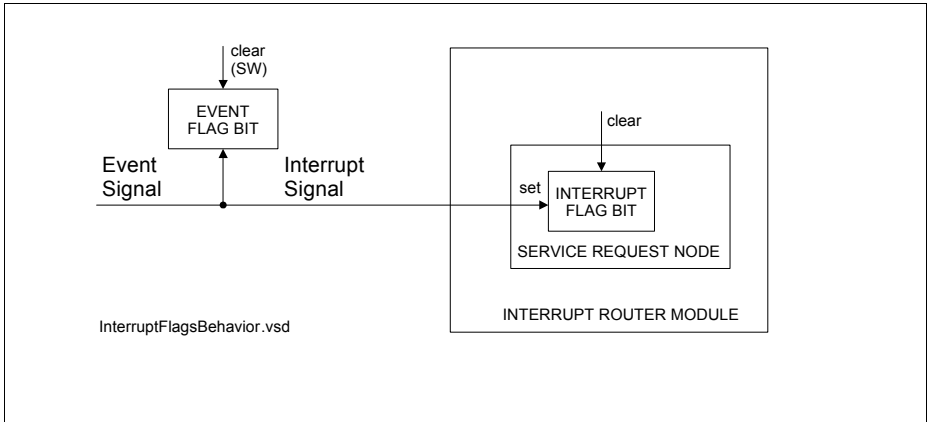 clear
(SW)
EVENT
FLAG BIT
Event
Signal
Interrupt
Signal
clear
set
INTERRUPT
FLAG BIT
SERVICE REQUEST NODE
INTERRUPT ROUTER MODULE
InterruptFlagsBehavior.vsd